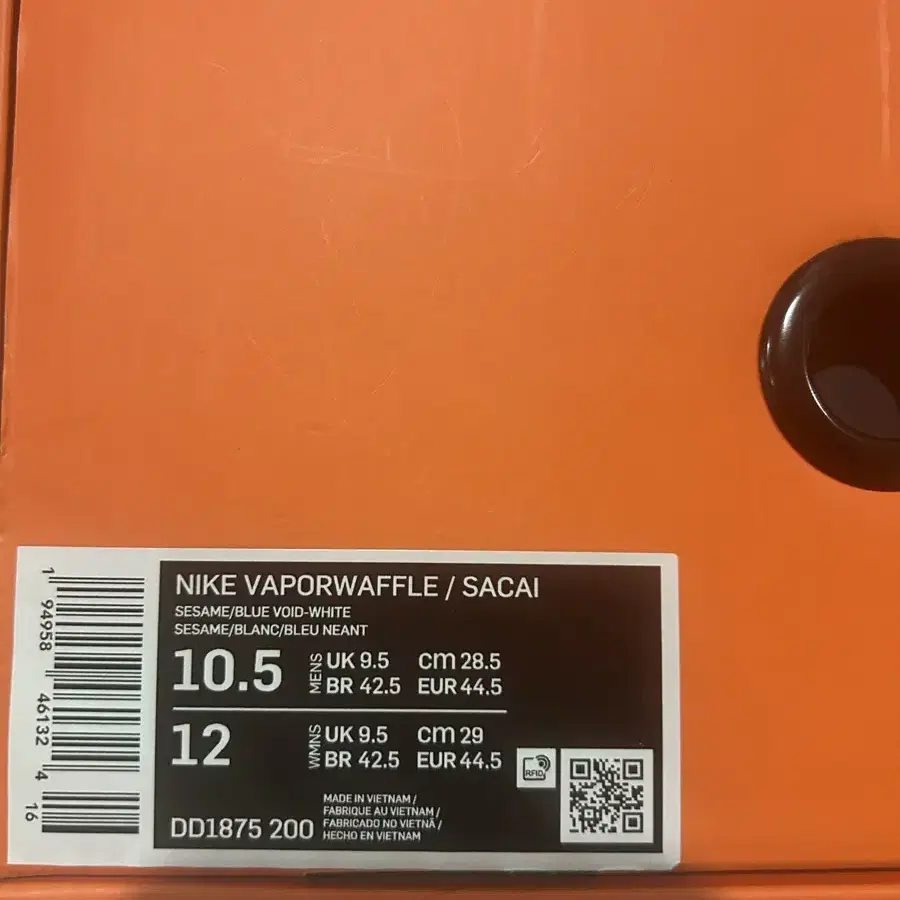 NIKE VAPORWAFFLE / SACAI
SESAME/BLUE VOID-WHITE
SESAME/BLANC/BLEU NEANT
10.5 MENS UK 9.5 CM 28.5
BR 42.5 EUR 44.5
12 WMNS UK 9.5 CM 29
BR 42.5 EUR 44.5
RFID
DD1875 200
MADE IN VIETNAM /
FABRIQUE AU VIETNAM /
FABRICADO NO VIETNÃ /
HECHO EN VIETNAM
1 94958 46132 4 16